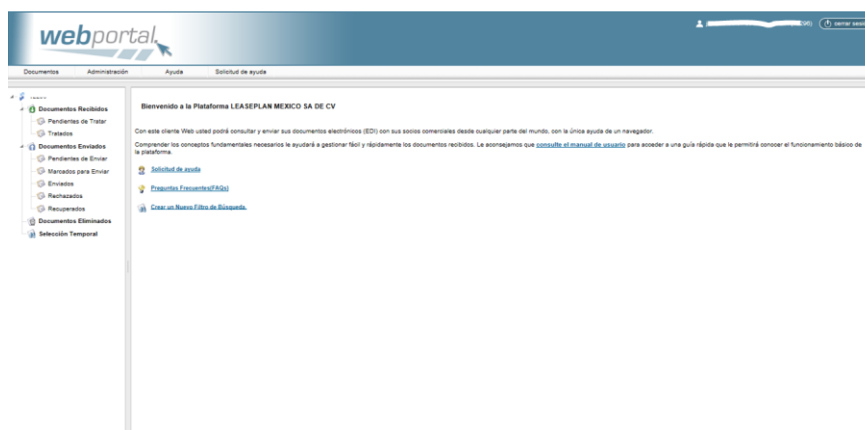 webportal.
cerrar sesi
Documentos Administración Ayuda Solicitud de ayuda
Documentos Recibidos
Pendientes de Tratar
Tratados
Documentos Enviados
Pendientes de Enviar
Marcados para Enviar
Enviados
Rechazados
Recuperados
Documentos Eliminados
Selección Temporal
Bienvenido a la Plataforma LEASEPLAN MEXICO SA DE CV
Con este cliente Web usted podrá consultar y enviar sus documentos electrónicos (EDI) con sus socios comerciales desde cualquier parte del mundo, con la única ayuda de un navegador.
Comprender los conceptos fundamentales necesarios le ayudará a gestionar fácil y rápidamente los documentos recibidos. Le aconsejamos que consulte el manual de usuario para acceder a una guía rápida que le permitirá conocer el funcionamiento básico de
la plataforma.
Solicitud de ayuda
Preguntas Frecuentes(FAQs)
Crear un Nuevo Filtro de Búsqueda.